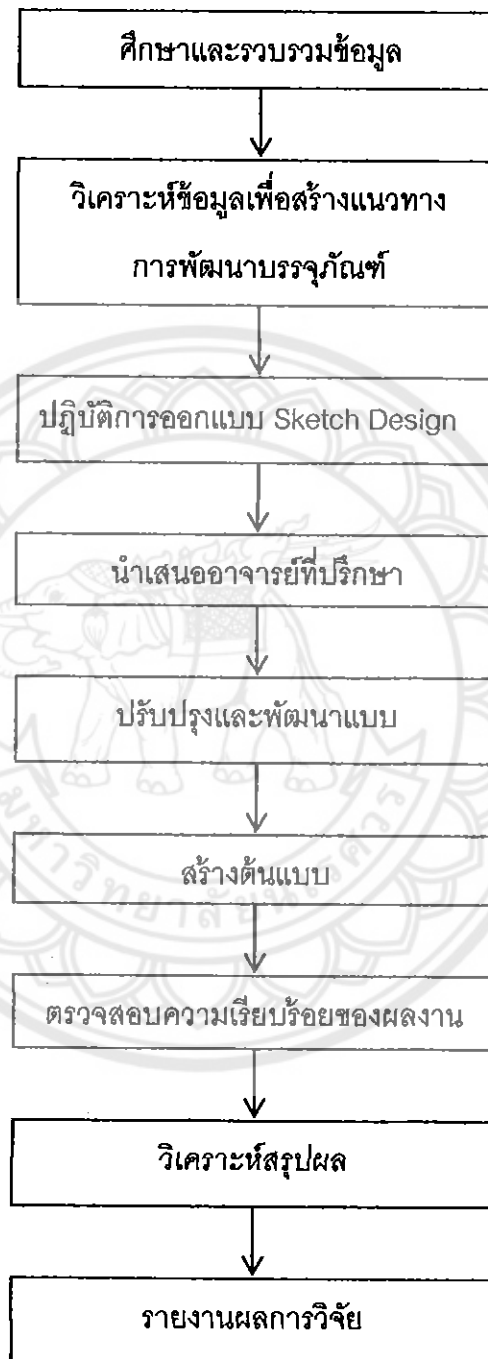 ศึกษาและรวบรวมข้อมูล
วิเคราะห์ข้อมูลเพื่อสร้างแนวทาง
การพัฒนาบรรจุภัณฑ์
ปฏิบัติการออกแบบ Sketch Design
นำเสนออาจารย์ที่ปรึกษา
ปรับปรุงและพัฒนาแบบ
สร้างต้นแบบ
ตรวจสอบความเรียบร้อยของผลงาน
วิเคราะห์สรุปผล
รายงานผลการวิจัย